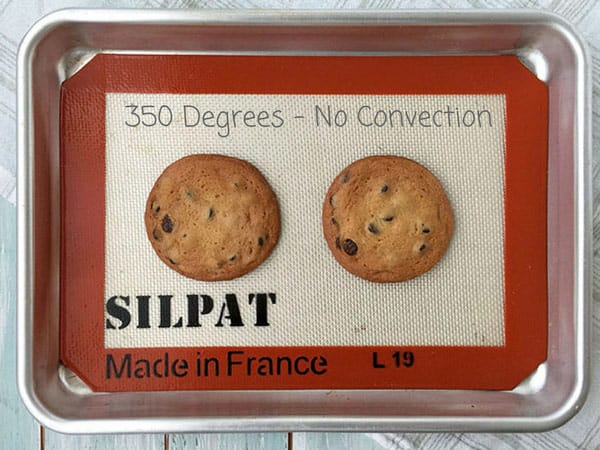 350 Degrees - No Convection
SILPAT
Made in France L 19